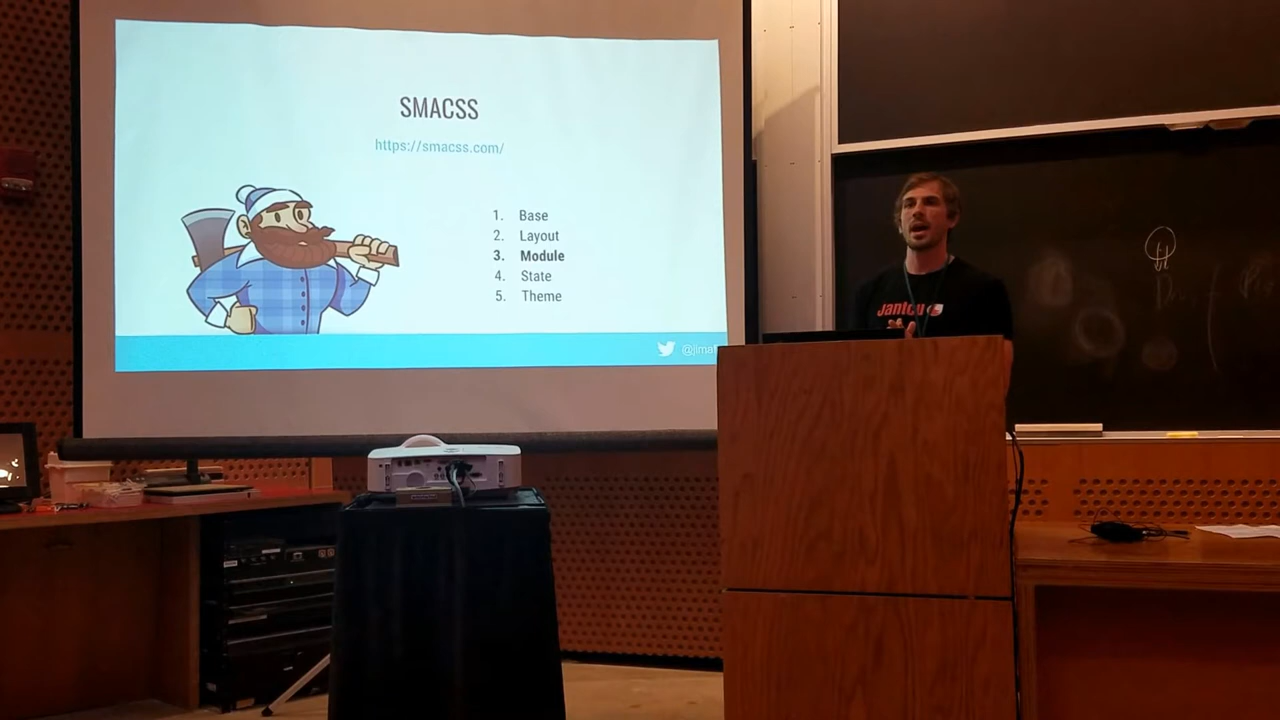 SMACSS
https://smacss.com/
1. Base
2. Layout
3. Module
4. State
5. Theme